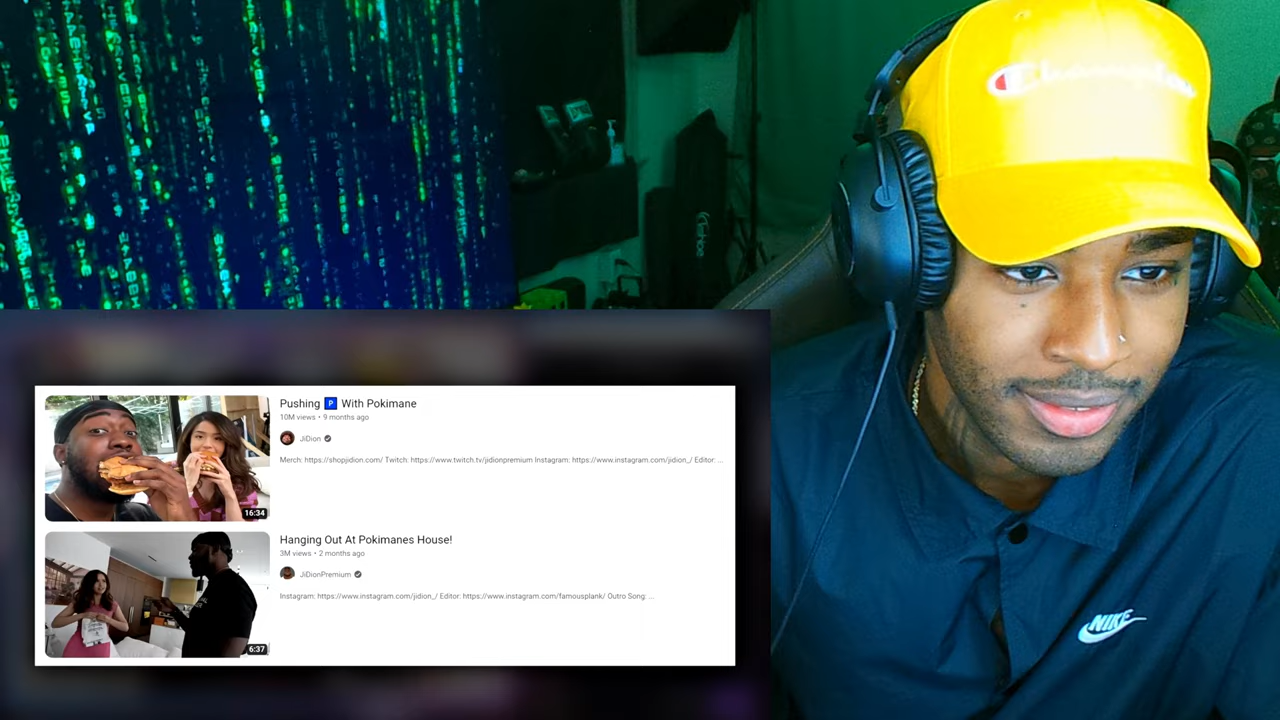 Champion
Pushing 🅿 With Pokimane
10M views • 9 months ago
JiDion
Merch: https://shopjidion.com/ Twitch: https://www.twitch.tv/jidionpremium Instagram: https://www.instagram.com/jidion_/ Editor: ...
16:34
Hanging Out At Pokimanes House!
3M views • 2 months ago
JiDionPremium
Instagram: https://www.instagram.com/jidion_/ Editor: https://www.instagram.com/famousplank/ Outro Song: ...
6:37
NIKE